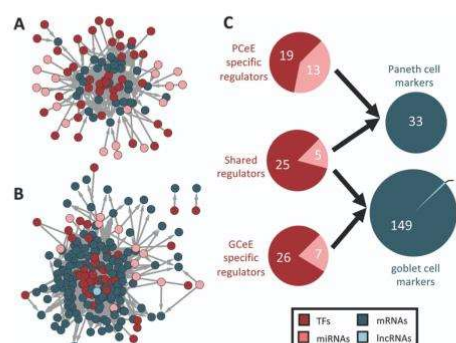 A
B
C
PCeE
specific
regulators
19
13
Shared
regulators
25
5
GCeE
specific
regulators
26
7
Paneth cell
markers
33
149
goblet cell
markers
TFs
mRNAs
miRNAs
lncRNAs